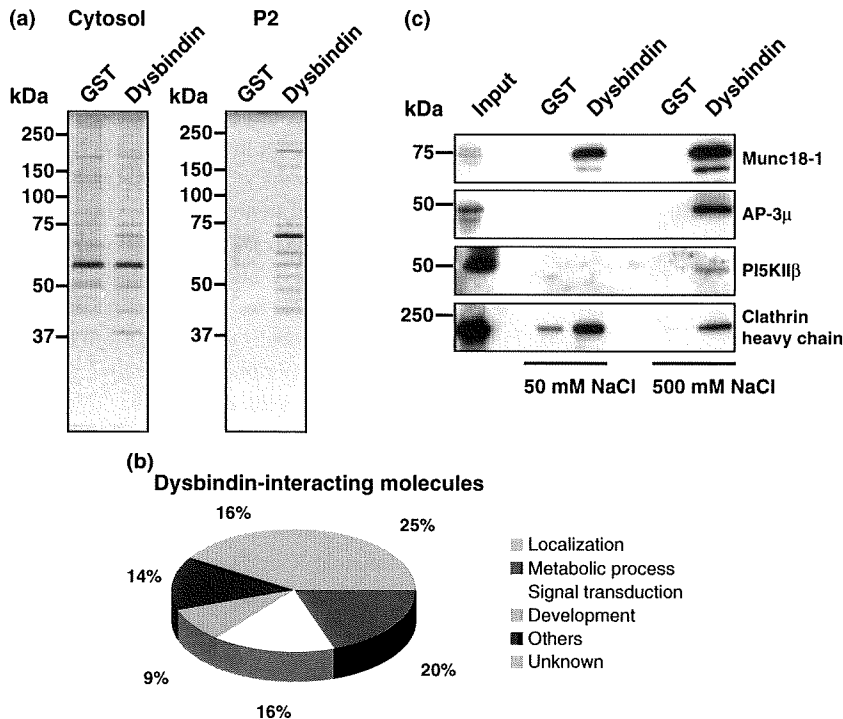 (a)
Cytosol
P2
GST
Dysbindin
GST
Dysbindin
kDa
kDa
250
150
100
75
50
37
250
150
100
75
50
37
(c)
Input
GST
Dysbindin
GST
Dysbindin
kDa
75
Munc18-1
50
AP-3μ
50
PI5KIIβ
250
Clathrin
heavy chain
50 mM NaCl
500 mM NaCl
(b)
Dysbindin-interacting molecules
16%
25%
14%
20%
9%
16%
Localization
Metabolic process
Signal transduction
Development
Others
Unknown